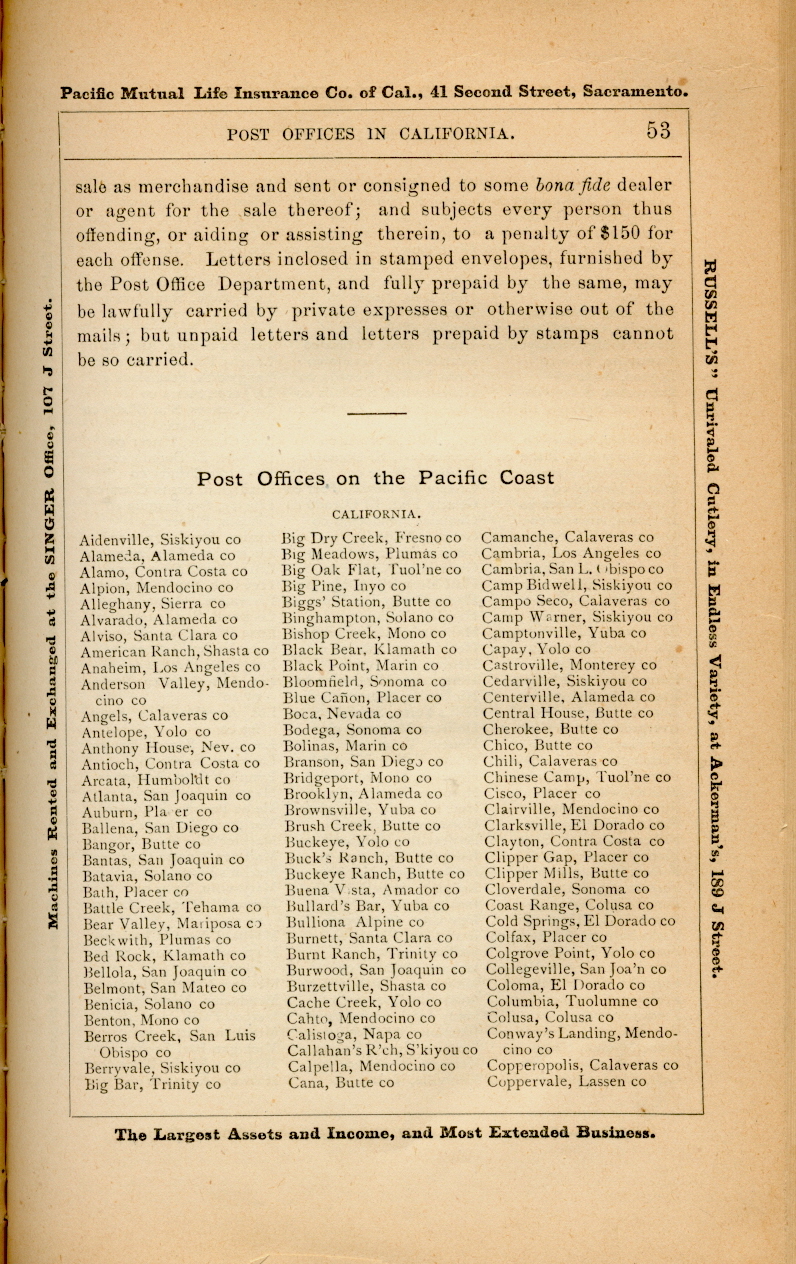 Pacific Mutual Life Insurance Co. of Cal., 41 Second Street, Sacramento.
POST OFFICES IN CALIFORNIA. 53
sale as merchandise and sent or consigned to some bona fide dealer
or agent for the sale thereof; and subjects every person thus
offending, or aiding or assisting therein, to a penalty of $150 for
each offense. Letters inclosed in stamped envelopes, furnished by
the Post Office Department, and fully prepaid by the same, may
be lawfully carried by private expresses or otherwise out of the
mails; but unpaid letters and letters prepaid by stamps cannot
be so carried.
Post Offices on the Pacific Coast
CALIFORNIA.
Aidenville, Siskiyou co
Alameda, Alameda co
Alamo, Contra Costa co
Alpion, Mendocino co
Alleghany, Sierra co
Alvarado, Alameda co
Alviso, Santa Clara co
American Ranch, Shasta co
Anaheim, Los Angeles co
Anderson Valley, Mendo-
cino co
Angels, Calaveras co
Antelope, Yolo co
Anthony House, Nev. co
Antioch, Contra Costa co
Arcata, Humboldt co
Atlanta, San Joaquin co
Auburn, Pla er co
Ballena, San Diego co
Bangor, Butte co
Bantas, San Joaquin co
Batavia, Solano co
Bath, Placer co
Battle Creek, Tehama co
Bear Valley, Mariposa co
Beckwith, Plumas co
Bed Rock, Klamath co
Bellola, San Joaquin co
Belmont, San Mateo co
Benicia, Solano co
Benton, Mono co
Berros Creek, San Luis
Obispo co
Berryvale, Siskiyou co
Big Bar, Trinity co
Big Dry Creek, Fresno co
Big Meadows, Plumas co
Big Oak Flat, Tuol'ne co
Big Pine, Inyo co
Biggs' Station, Butte co
Binghampton, Solano co
Bishop Creek, Mono co
Black Bear, Klamath co
Black Point, Marin co
Bloomfield, Sonoma co
Blue Cañon, Placer co
Boca, Nevada co
Bodega, Sonoma co
Bolinas, Marin co
Branson, San Diego co
Bridgeport, Mono co
Brooklyn, Alameda co
Brownsville, Yuba co
Brush Creek, Butte co
Buckeye, Yolo co
Buck's Ranch, Butte co
Buckeye Ranch, Butte co
Buena Vista, Amador co
Bullard's Bar, Yuba co
Bulliona Alpine co
Burnett, Santa Clara co
Burnt Ranch, Trinity co
Burwood, San Joaquin co
Burzettville, Shasta co
Cache Creek, Yolo co
Cahto, Mendocino co
Calistoga, Napa co
Callahan's R'ch, S'kiyou co
Calpella, Mendocino co
Cana, Butte co
Camanche, Calaveras co
Cambria, Los Angeles co
Cambria, San L. Obispo co
Camp Bidwell, Siskiyou co
Campo Seco, Calaveras co
Camp Warner, Siskiyou co
Camptonville, Yuba co
Capay, Yolo co
Castroville, Monterey co
Cedarville, Siskiyou co
Centerville, Alameda co
Central House, Butte co
Cherokee, Butte co
Chico, Butte co
Chili, Calaveras co
Chinese Camp, Tuol'ne co
Cisco, Placer co
Clairville, Mendocino co
Clarksville, El Dorado co
Clayton, Contra Costa co
Clipper Gap, Placer co
Clipper Mills, Butte co
Cloverdale, Sonoma co
Coast Range, Colusa co
Cold Springs, El Dorado co
Colfax, Placer co
Colgrove Point, Yolo co
Collegeville, San Joa'n co
Coloma, El Dorado co
Columbia, Tuolumne co
Colusa, Colusa co
Conway's Landing, Mendo-
cino co
Copperopolis, Calaveras co
Coppervale, Lassen co
The Largest Assets and Income, and Most Extended Business.
Machines Rented and Exchanged at the SINGER Office, 107 J Street.
RUSSELL'S" Unrivaled Cutlery, in Endless Variety, at Ackerman's, 189 J Street.